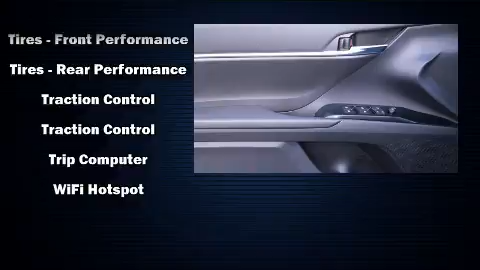 Tires - Front Performance
Tires - Rear Performance
Traction Control
Traction Control
Trip Computer
WiFi Hotspot